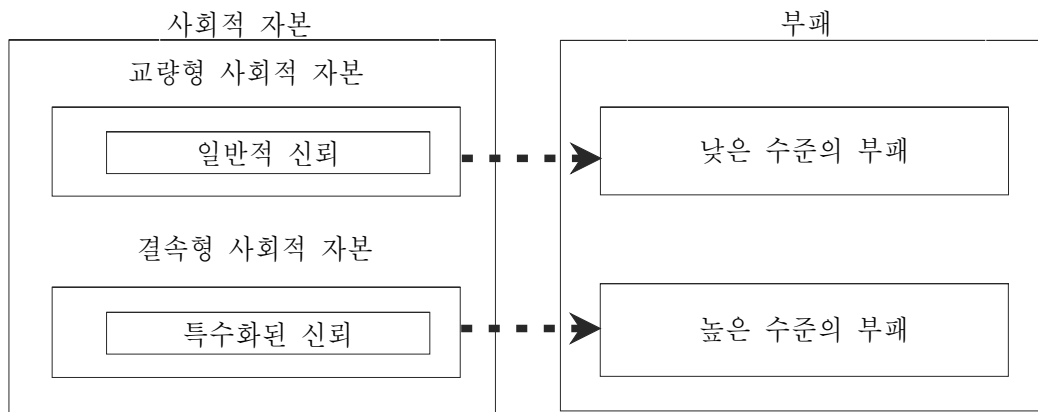 사회적 자본
부패
교량형 사회적 자본
일반적 신뢰
낮은 수준의 부패
결속형 사회적 자본
특수화된 신뢰
높은 수준의 부패